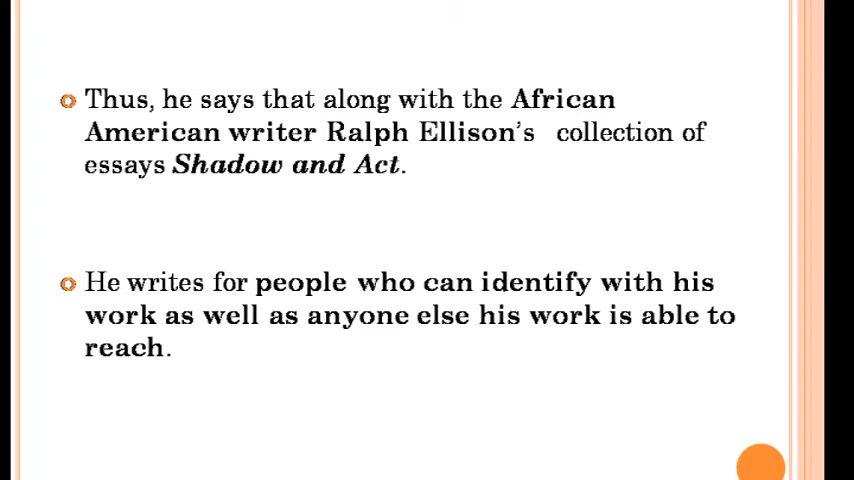 Thus, he says that along with the African
American writer Ralph Ellison's collection of
essays Shadow and Act.
He writes for people who can identify with his
work as well as anyone else his work is able to
reach.